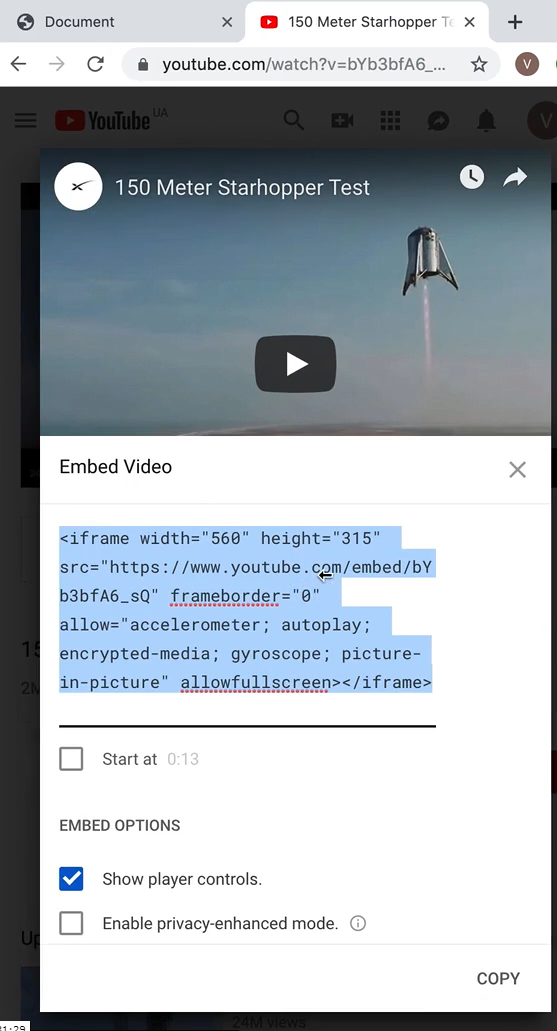 Document
150 Meter Starhopper Te
youtube.com/watch?v=bYb3bfA6_...
V
YouTube UA
V
150 Meter Starhopper Test
Embed Video
<iframe width="560" height="315"
src="https://www.youtube.com/embed/bY
b3bfA6_sQ" frameborder="0"
allow="accelerometer; autoplay;
encrypted-media; gyroscope; picture-
in-picture" allowfullscreen></iframe>
15
2M
Start at 0:13
EMBED OPTIONS
Show player controls.
Enable privacy-enhanced mode.
Up
COPY
24M views